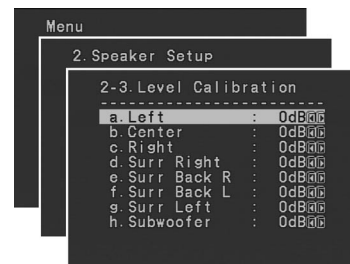 Menu
2.Speaker Setup
2-3.Level Calibration
a.Left : 0dB
b.Center : 0dB
c.Right : 0dB
d.Surr Right : 0dB
e.Surr Back R : 0dB
f.Surr Back L : 0dB
g.Surr Left : 0dB
h.Subwoofer : 0dB